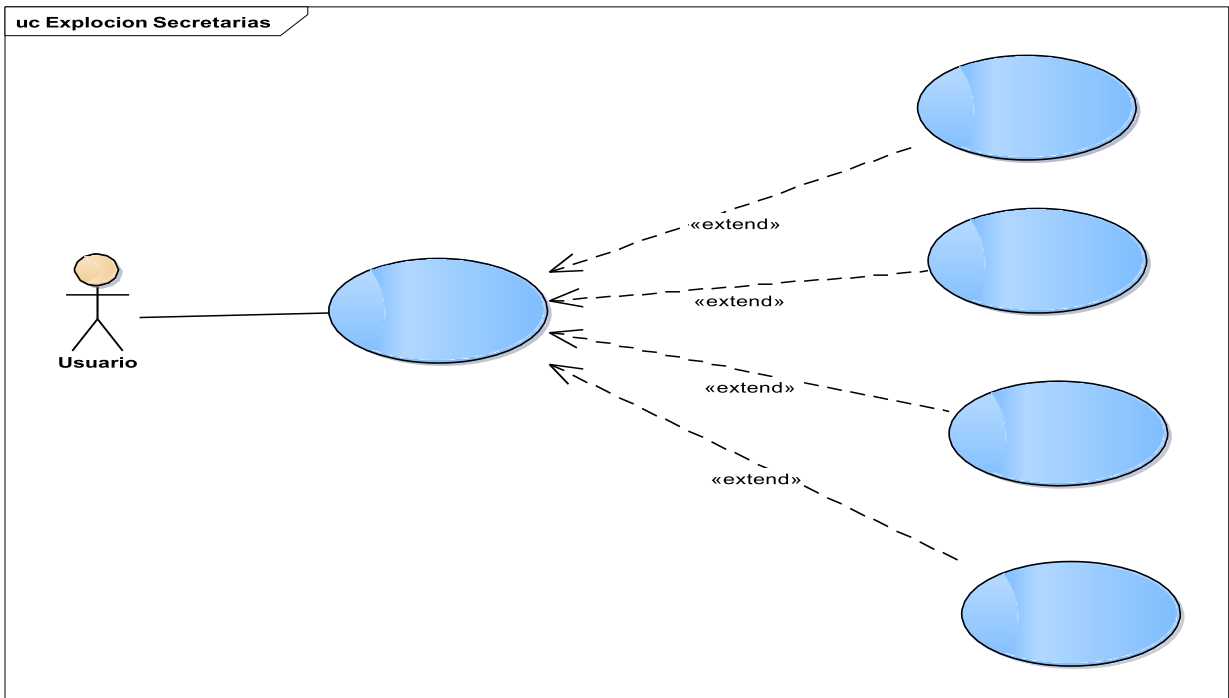 uc Explocion Secretarias
«extend»
«extend»
Usuario
«extend»
«extend»